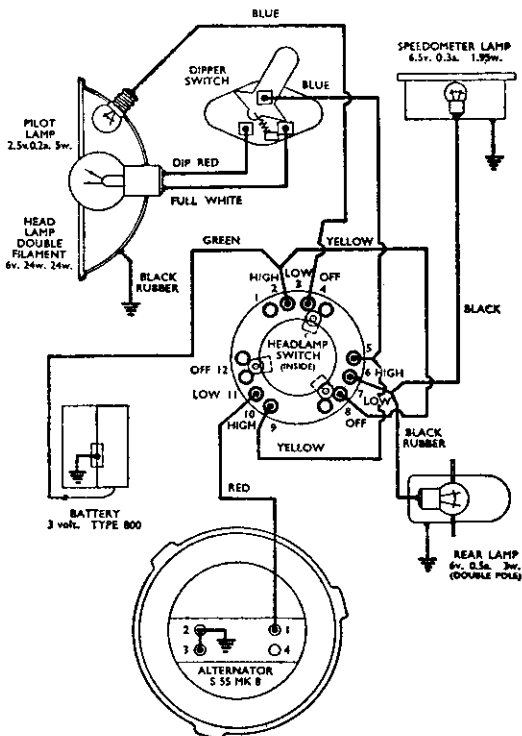 BLUE
DIPPER
SWITCH
BLUE
SPEEDOMETER LAMP
6.5v. 0.3a. 1.95w.
PILOT
LAMP
2.5v. 0.2a. 5w.
DIP RED
FULL WHITE
HEAD
LAMP
DOUBLE
FILAMENT
6v. 24w. 24w.
BLACK
RUBBER
GREEN
YELLOW
HIGH
LOW
OFF
1
2
3
4
BLACK
HEADLAMP
SWITCH
(INSIDE)
5
6 HIGH
7
LOW
8
OFF
OFF 12
LOW 11
10
HIGH
9
YELLOW
BLACK
RUBBER
RED
BATTERY
3 volt. TYPE 800
REAR LAMP
6v. 0.5a. 3w.
(DOUBLE POLE)
2
1
3
4
ALTERNATOR
S 55 MK 8